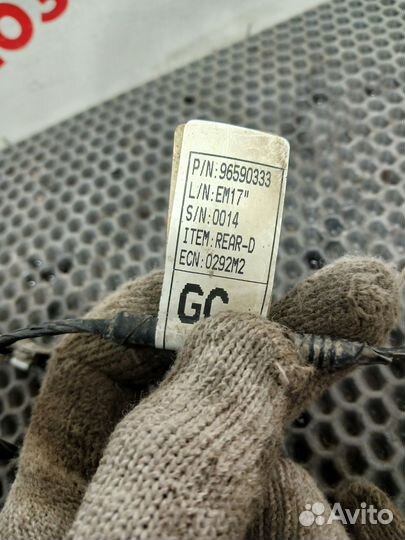 P/N:96590333
L/N:EM17"
S/N:0014
ITEM:REAR-D
ECN:0292M2
GC
Avito